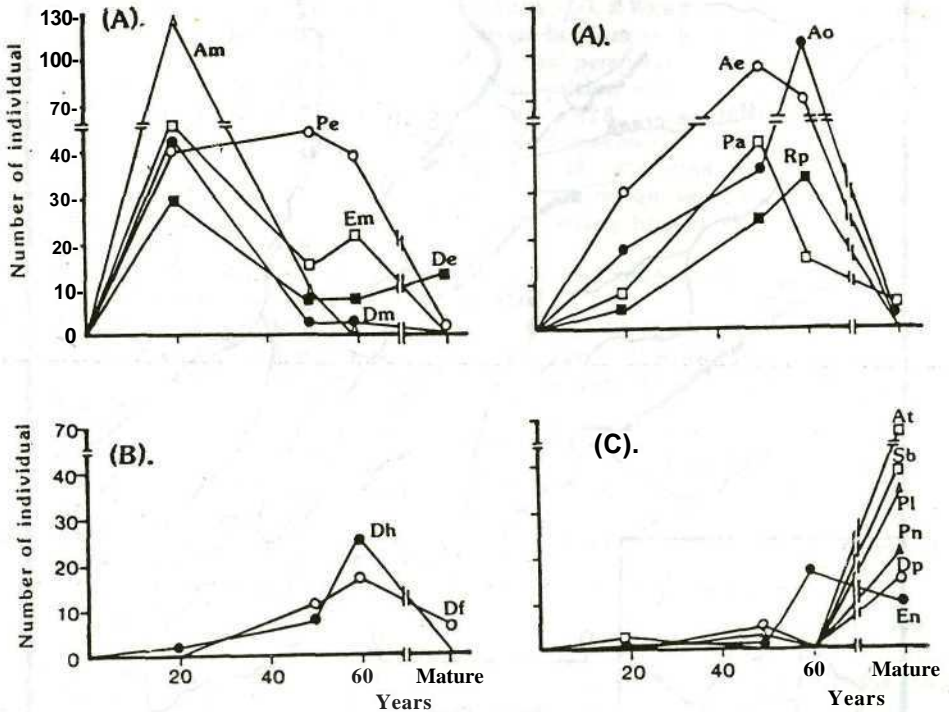 (A).
130
100-
70-
40-
30-
20-
10
0
Number of individual
Am
Pe
Em
De
Dm
(A).
Ao
Ae
Pa
Rp
(B).
70
40
30
20
10
0
Number of individual
Dh
Df
20
60
Mature
Years
(C).
At
Sb
Pl
Pn
Dp
En
60
Mature
Years